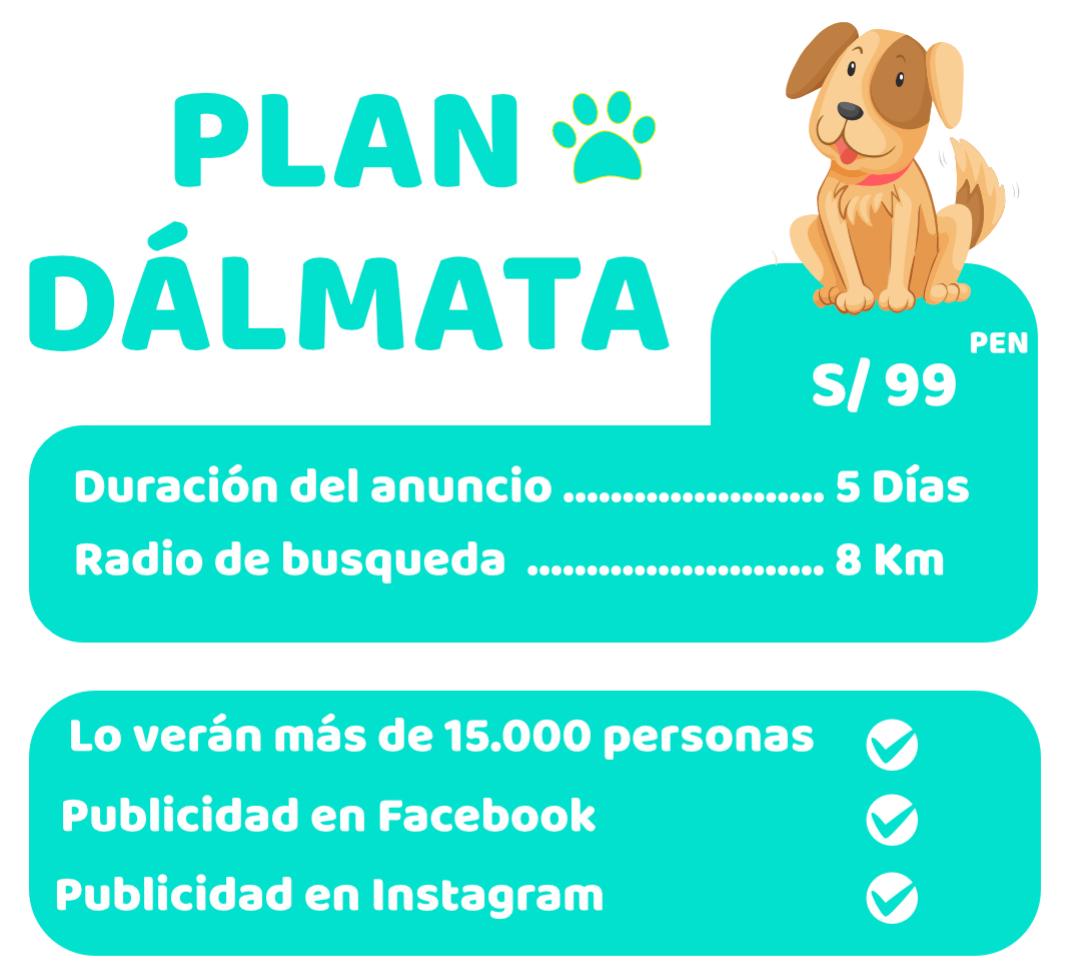 PLAN
DÁLMATA
PEN
S/ 99
Duración del anuncio ...................... 5 Días
Radio de busqueda ......................... 8 Km
Lo verán más de 15.000 personas
Publicidad en Facebook
Publicidad en Instagram